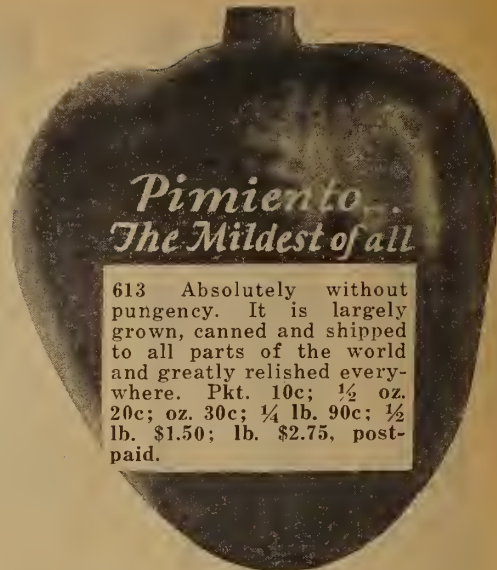 Pimiento
The Mildest of all
613 Absolutely without
pungency. It is largely
grown, canned and shipped
to all parts of the world
and greatly relished every-
where. Pkt. 10c; ½ oz.
20c; oz. 30c; ¼ lb. 90c; ½
lb. $1.50; lb. $2.75, post-
paid.